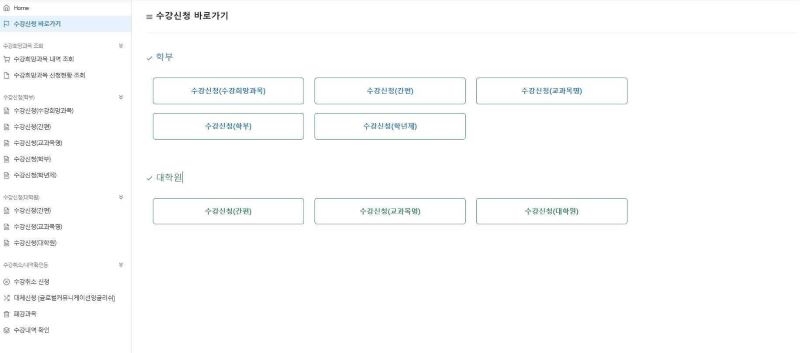 Home
수강신청 바로가기
수강희망과목 조회
수강희망과목 내역 조회
수강희망과목 신청현황 조회
수강신청(학부)
수강신청(수강희망과목)
수강신청(간편)
수강신청(교과목명)
수강신청(학부)
수강신청(학년제)
수강신청(대학원)
수강신청(간편)
수강신청(교과목명)
수강신청(대학원)
수강취소/내역확인등
수강취소 신청
대체신청 (글로벌커뮤니케이션잉글리쉬)
폐강과목
수강내역 확인
수강신청 바로가기
학부
수강신청(수강희망과목)
수강신청(간편)
수강신청(교과목명)
수강신청(학부)
수강신청(학년제)
대학원
수강신청(간편)
수강신청(교과목명)
수강신청(대학원)